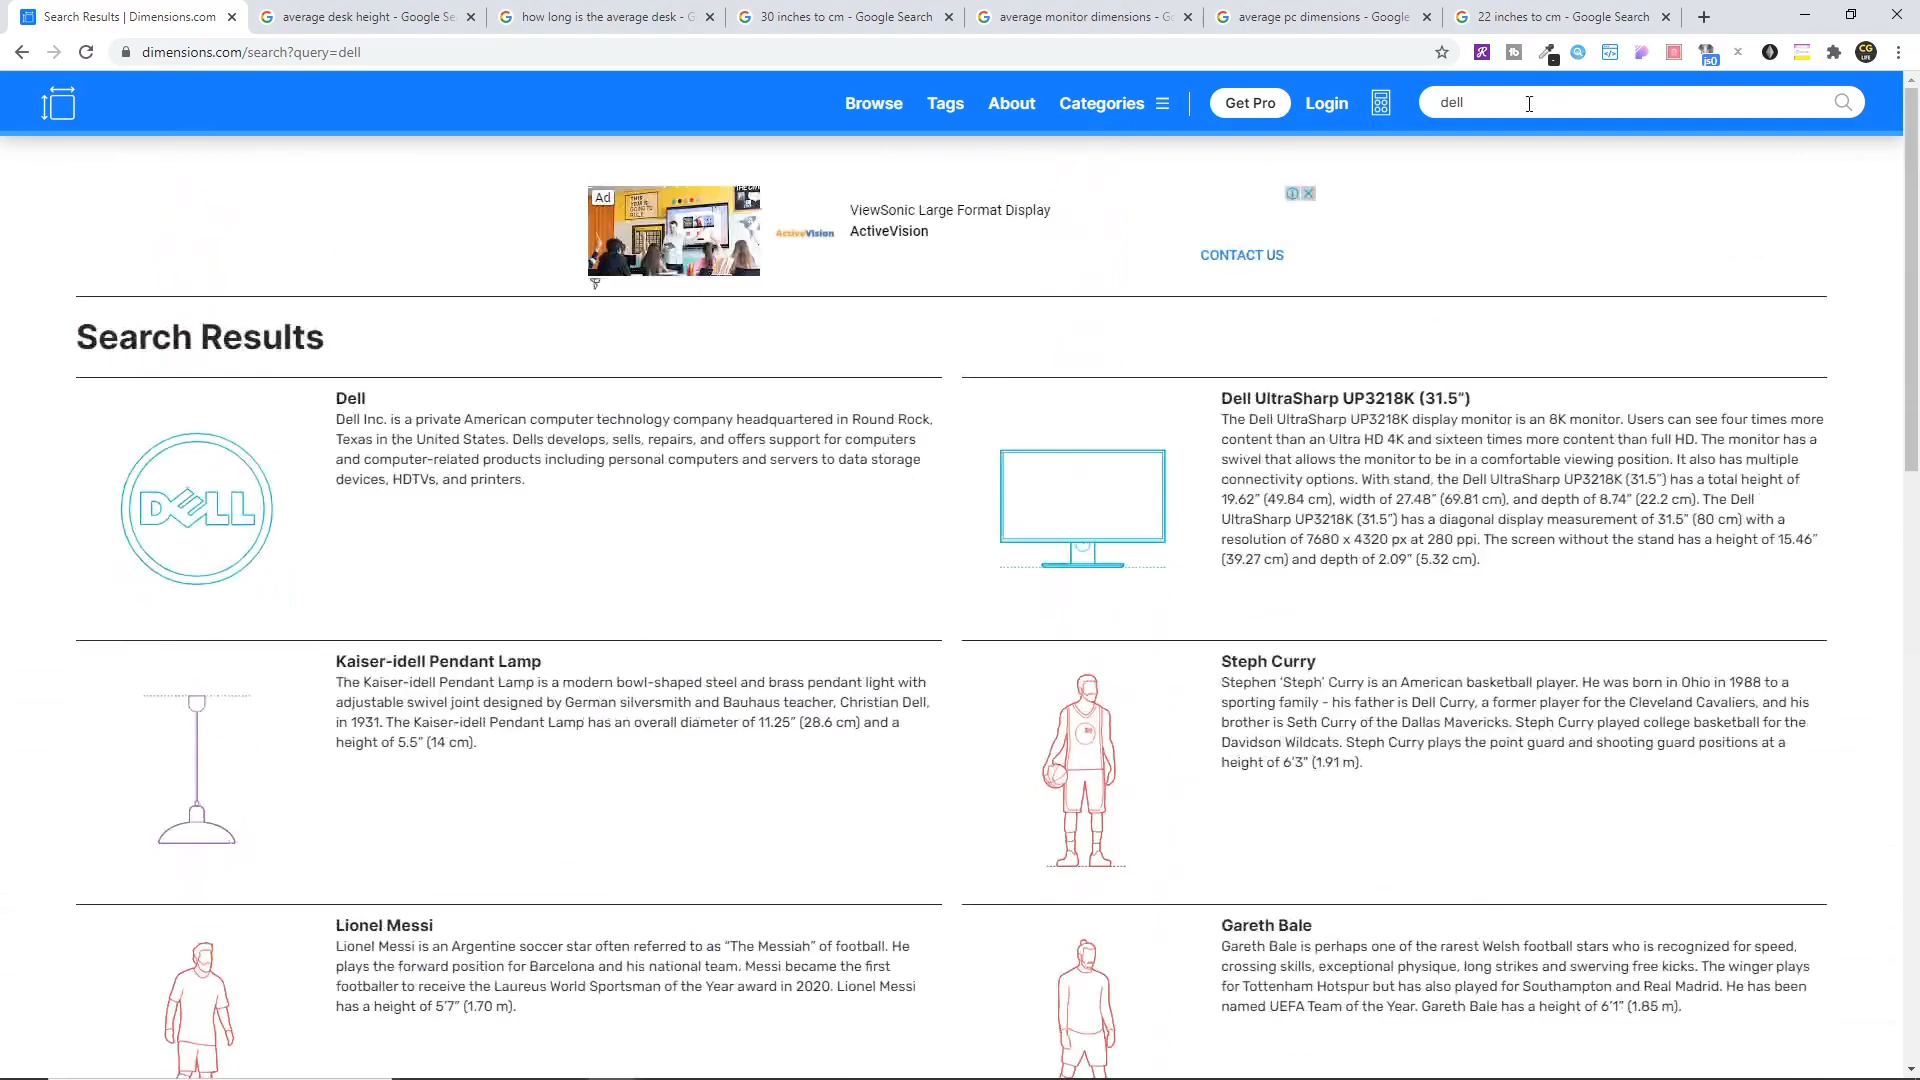 Search Results | Dimensions.com
average desk height - Google Se
how long is the average desk - G
30 inches to cm - Google Search
average monitor dimensions - Go
average pc dimensions - Google
22 inches to cm - Google Search
dimensions.com/search?query=dell
Browse
Tags
About
Categories
Get Pro
Login
dell
Ad
ActiveVision
ViewSonic Large Format Display
ActiveVision
CONTACT US
Search Results
Dell
Dell Inc. is a private American computer technology company headquartered in Round Rock,
Texas in the United States. Dells develops, sells, repairs, and offers support for computers
and computer-related products including personal computers and servers to data storage
devices, HDTVs, and printers.
DELL
Dell UltraSharp UP3218K (31.5”)
The Dell UltraSharp UP3218K display monitor is an 8K monitor. Users can see four times more
content than an Ultra HD 4K and sixteen times more content than full HD. The monitor has a
swivel that allows the monitor to be in a comfortable viewing position. It also has multiple
connectivity options. With stand, the Dell UltraSharp UP3218K (31.5”) has a total height of
19.62” (49.84 cm), width of 27.48” (69.81 cm), and depth of 8.74” (22.2 cm). The Dell
UltraSharp UP3218K (31.5”) has a diagonal display measurement of 31.5” (80 cm) with a
resolution of 7680 x 4320 px at 280 ppi. The screen without the stand has a height of 15.46”
(39.27 cm) and depth of 2.09” (5.32 cm).
Kaiser-idell Pendant Lamp
The Kaiser-idell Pendant Lamp is a modern bowl-shaped steel and brass pendant light with
adjustable swivel joint designed by German silversmith and Bauhaus teacher, Christian Dell,
in 1931. The Kaiser-idell Pendant Lamp has an overall diameter of 11.25” (28.6 cm) and a
height of 5.5” (14 cm).
Steph Curry
Stephen ‘Steph’ Curry is an American basketball player. He was born in Ohio in 1988 to a
sporting family - his father is Dell Curry, a former player for the Cleveland Cavaliers, and his
brother is Seth Curry of the Dallas Mavericks. Steph Curry played college basketball for the
Davidson Wildcats. Steph Curry plays the point guard and shooting guard positions at a
height of 6’3” (1.91 m).
Lionel Messi
Lionel Messi is an Argentine soccer star often referred to as “The Messiah” of football. He
plays the forward position for Barcelona and his national team. Messi became the first
footballer to receive the Laureus World Sportsman of the Year award in 2020. Lionel Messi
has a height of 5’7” (1.70 m).
Gareth Bale
Gareth Bale is perhaps one of the rarest Welsh football stars who is recognized for speed,
crossing skills, exceptional physique, long strikes and swerving free kicks. The winger plays
for Tottenham Hotspur but has also played for Southampton and Real Madrid. He has been
named UEFA Team of the Year. Gareth Bale has a height of 6’1” (1.85 m).